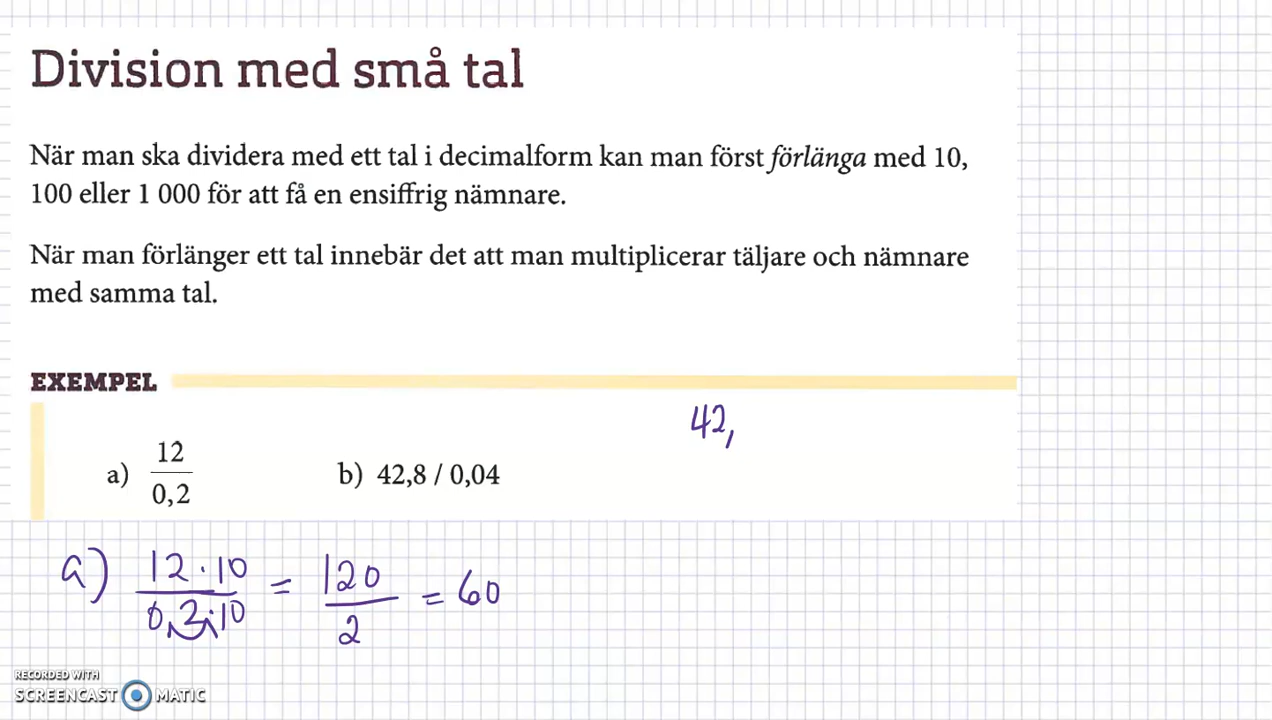 Division med små tal
När man ska dividera med ett tal i decimalform kan man först förlänga med 10,
100 eller 1 000 för att få en ensiffrig nämnare.
När man förlänger ett tal innebär det att man multiplicerar täljare och nämnare
med samma tal.
EXEMPEL
42,
a) 12
0,2
b) 42,8 / 0,04
a) 12·10 = 120 = 60
0,2·10 2
RECORDED WITH
SCREENCAST MATIC